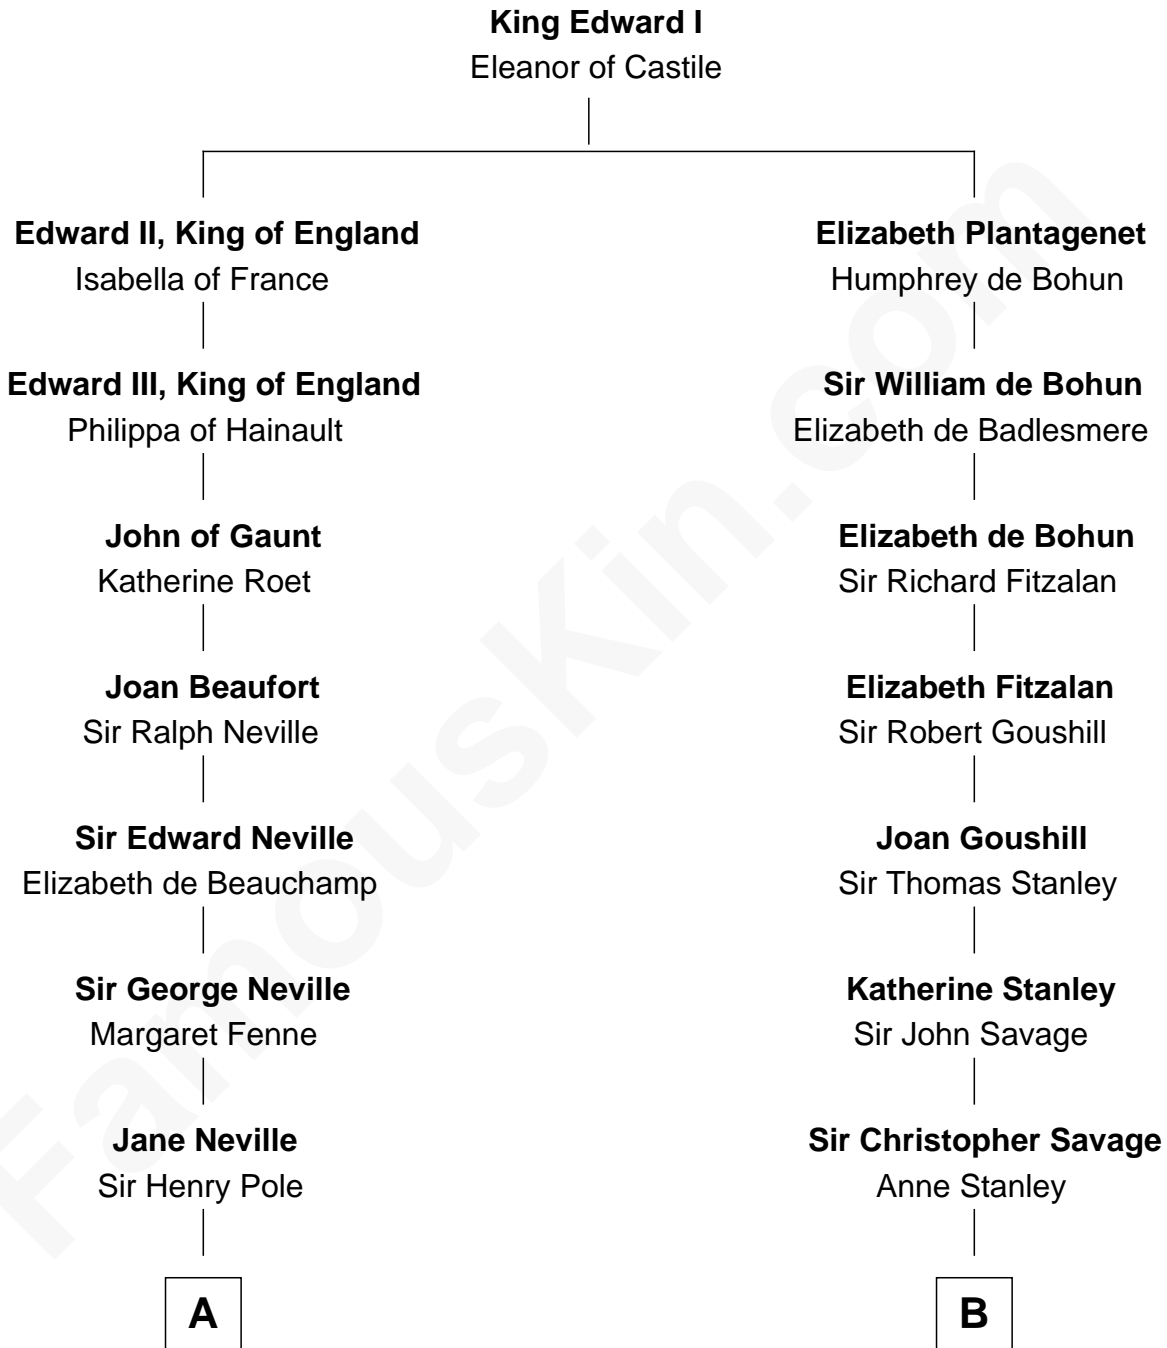 King Edward I
Eleanor of Castile
Edward II, King of England
Isabella of France
Elizabeth Plantagenet
Humphrey de Bohun
Edward III, King of England
Philippa of Hainault
Sir William de Bohun
Elizabeth de Badlesmere
John of Gaunt
Katherine Roet
Elizabeth de Bohun
Sir Richard Fitzalan
Joan Beaufort
Sir Ralph Neville
Elizabeth Fitzalan
Sir Robert Goushill
Sir Edward Neville
Elizabeth de Beauchamp
Joan Goushill
Sir Thomas Stanley
Sir George Neville
Margaret Fenne
Katherine Stanley
Sir John Savage
Jane Neville
Sir Henry Pole
Sir Christopher Savage
Anne Stanley
A
B
FamousKin.com